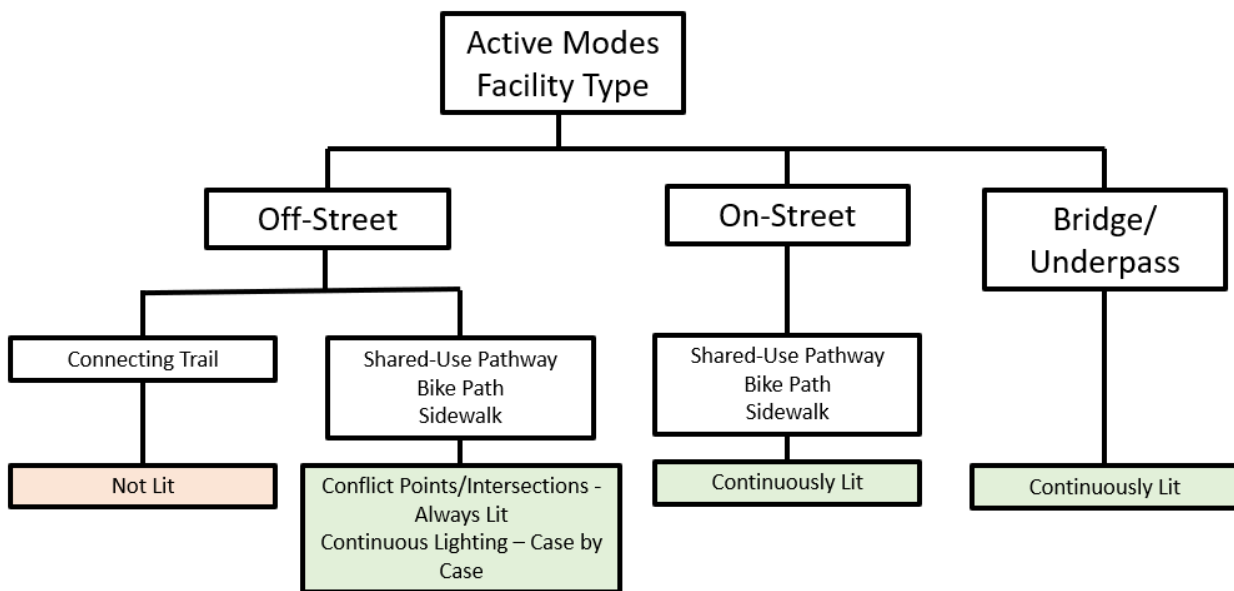 Active Modes
Facility Type
Off-Street
On-Street
Bridge/
Underpass
Connecting Trail
Shared-Use Pathway
Bike Path
Sidewalk
Shared-Use Pathway
Bike Path
Sidewalk
Not Lit
Conflict Points/Intersections -
Always Lit
Continuous Lighting – Case by
Case
Continuously Lit
Continuously Lit